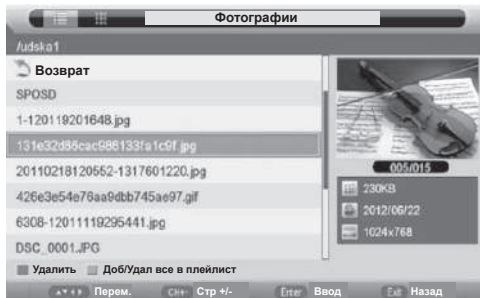 Фотографии
/udska1
Возврат
SPOSD
1-120119201648.jpg
131e32d86cac986133fa1c9f.jpg
20110218120552-1317601220.jpg
426e3e54e76aa9dbb745ae97.gif
6308-12011119295441.jpg
DSC_0001.JPG
005/015
230KB
2012/06/22
1024x768
Удалить Доб/Удал все в плейлист
Перем. CH+- Стр +/- Enter Ввод Exit Назад